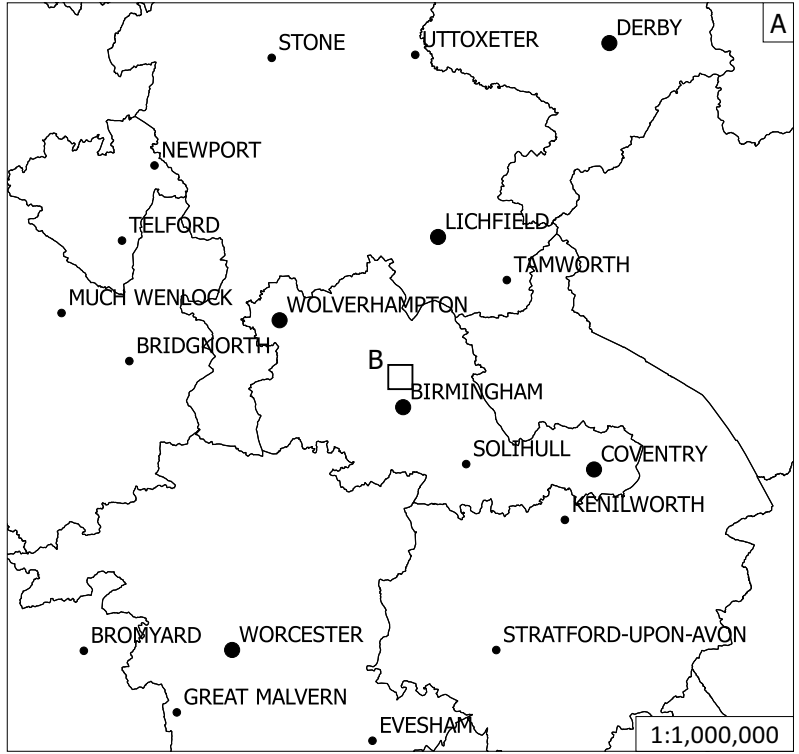 DERBY
A
STONE
UTTOXETER
NEWPORT
TELFORD
LICHFIELD
TAMWORTH
MUCH WENLOCK
WOLVERHAMPTON
BRIDGNORTH
B
BIRMINGHAM
SOLIHULL
COVENTRY
KENILWORTH
BROMYARD
WORCESTER
STRATFORD-UPON-AVON
GREAT MALVERN
EVESHAM
1:1,000,000